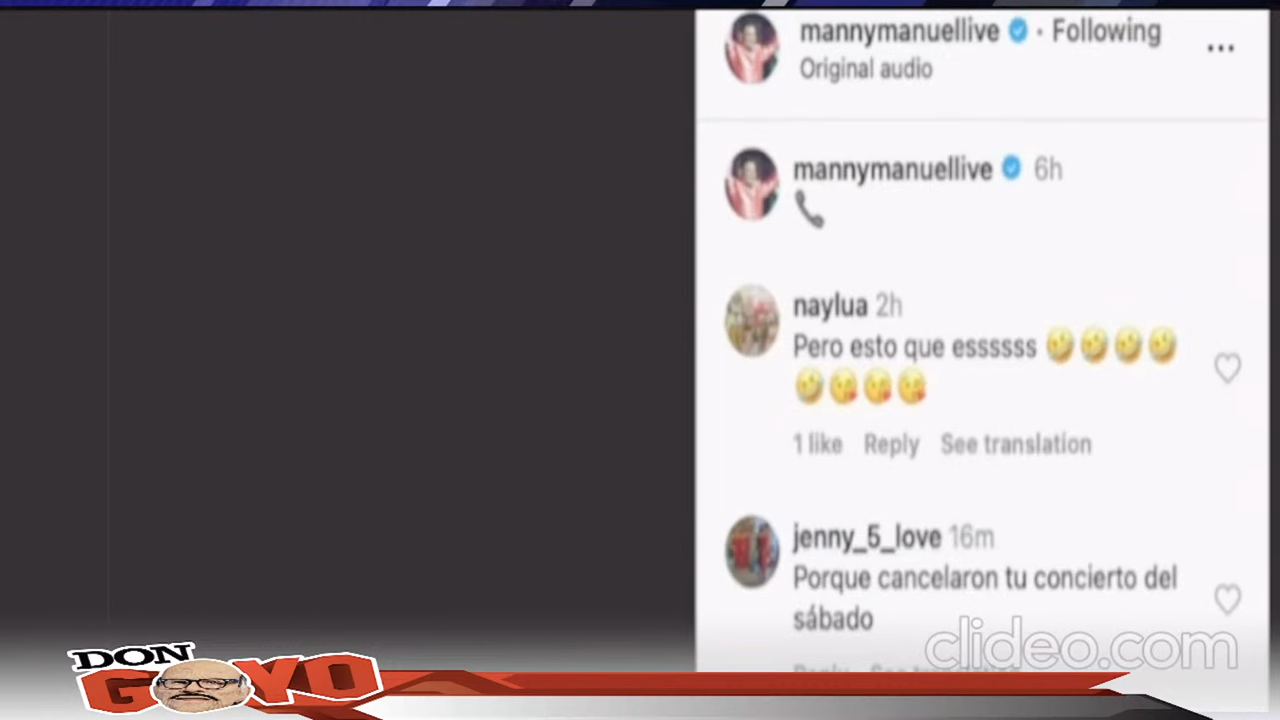 mannymanuellive • Following
Original audio
mannymanuellive 6h
naylua 2h
Pero esto que essssss 🤣🤣🤣🤣
🤣😘😘😘
1 like Reply See translation
jenny_5_love 16m
Porque cancelaron tu concierto del
sábado
clideo.com
DON
GOYO